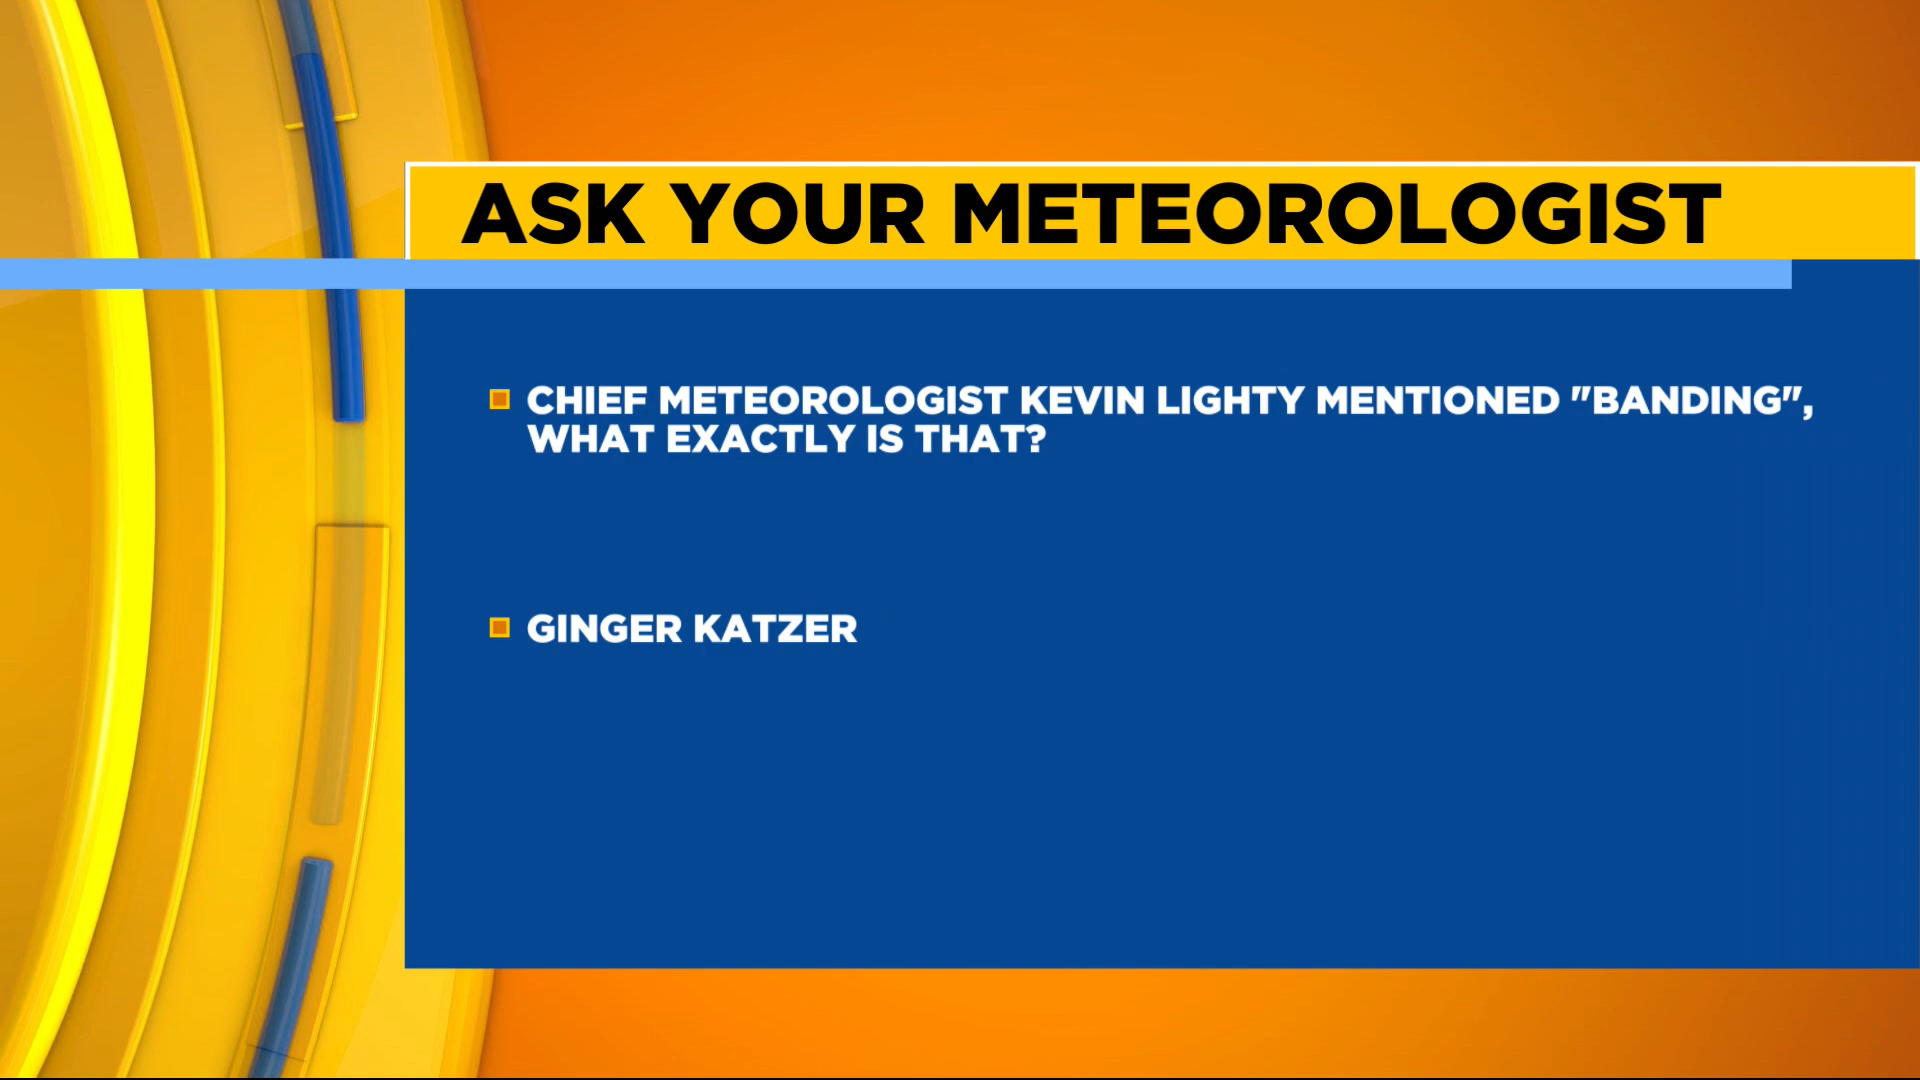 ASK YOUR METEOROLOGIST
CHIEF METEOROLOGIST KEVIN LIGHTY MENTIONED "BANDING",
WHAT EXACTLY IS THAT?
GINGER KATZER